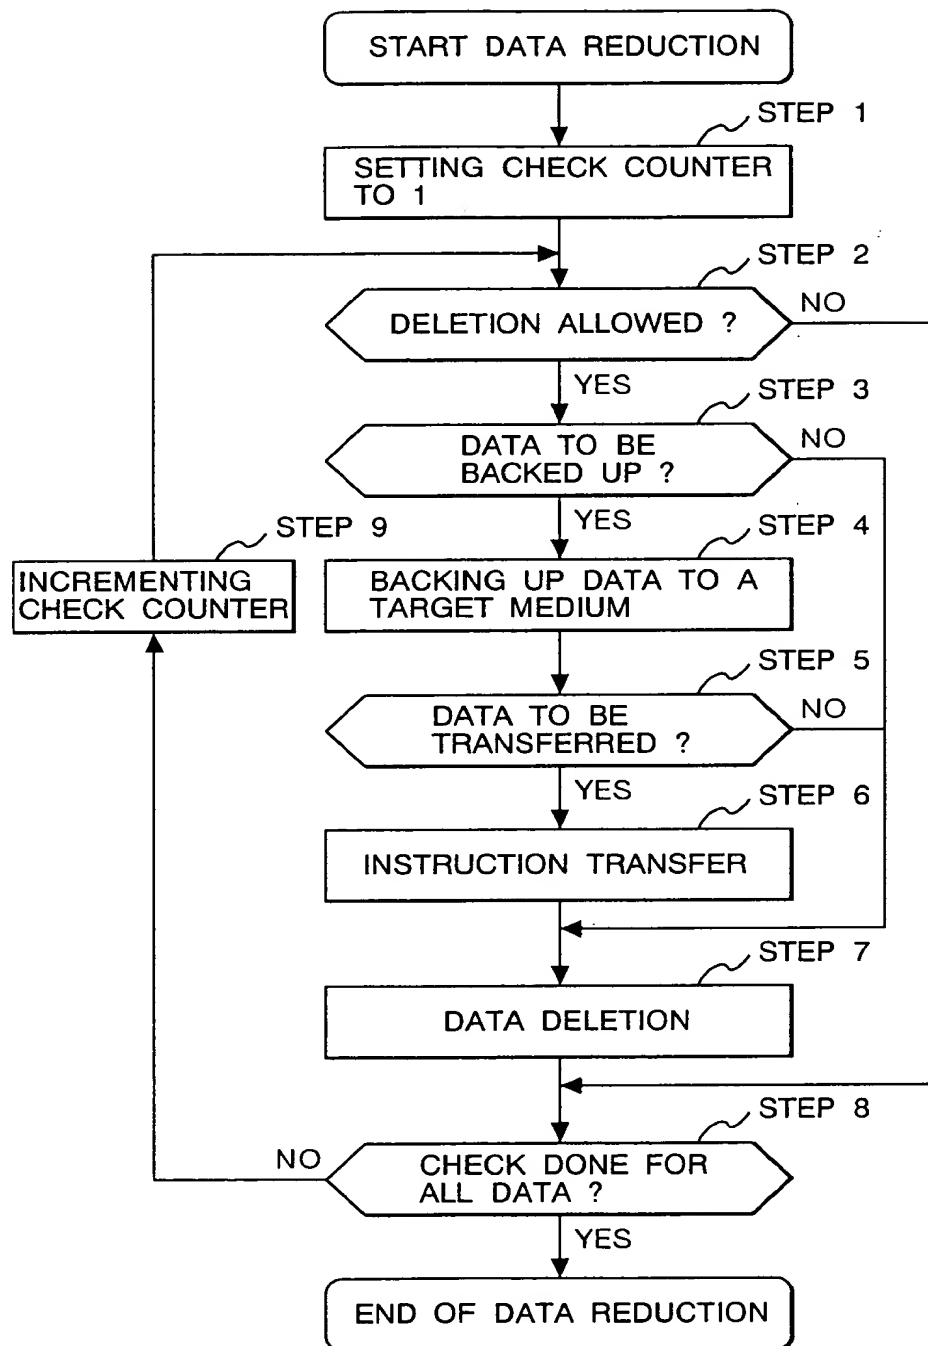 START DATA REDUCTION
STEP 1
SETTING CHECK COUNTER
TO 1
STEP 2
DELETION ALLOWED ?
NO
YES
STEP 3
DATA TO BE
BACKED UP ?
NO
YES
STEP 4
BACKING UP DATA TO A
TARGET MEDIUM
STEP 9
INCREMENTING
CHECK COUNTER
STEP 5
DATA TO BE
TRANSFERRED ?
NO
YES
STEP 6
INSTRUCTION TRANSFER
STEP 7
DATA DELETION
STEP 8
CHECK DONE FOR
ALL DATA ?
NO
YES
END OF DATA REDUCTION